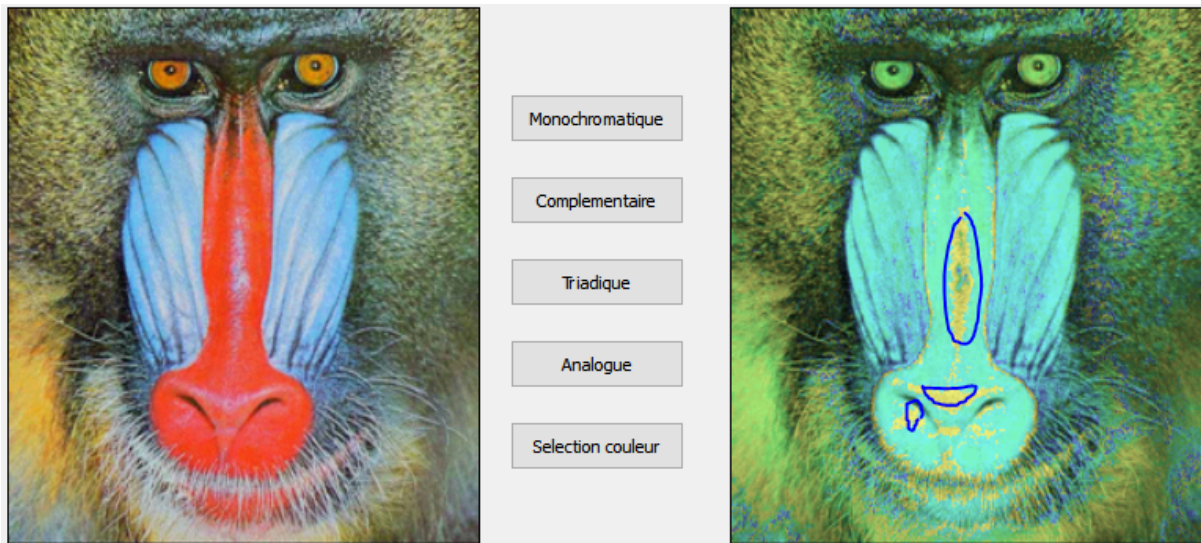 Monochromatique
Complementaire
Triadique
Analogue
Selection couleur